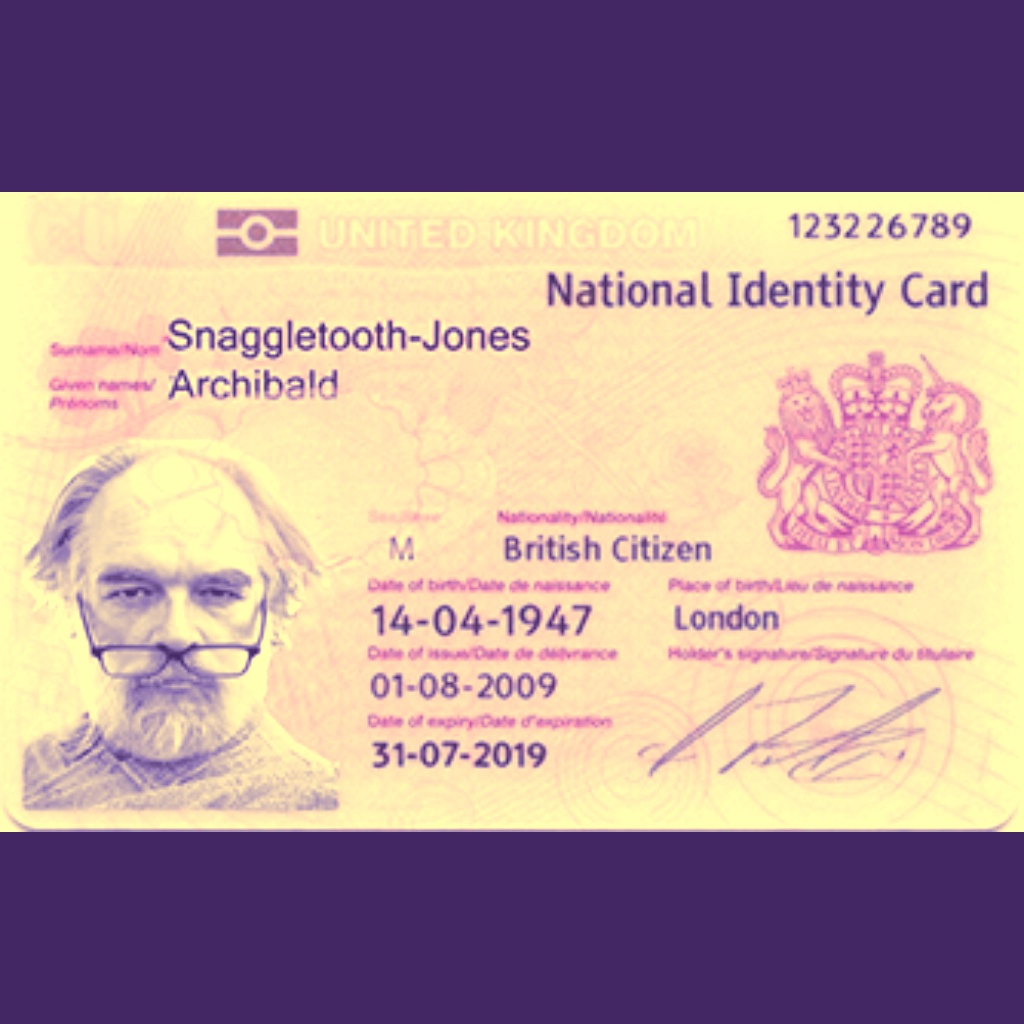 UNITED KINGDOM
123226789
National Identity Card
Surname/Nom Snaggletooth-Jones
Given names/ Archibald
Prénoms
Nationality/Nationalité
M British Citizen
Date of birth/Date de naissance Place of birth/Lieu de naissance
14-04-1947 London
Date of issue/Date de délivrance Holder's signature/Signature du titulaire
01-08-2009
Date of expiry/Date d'expiration
31-07-2019